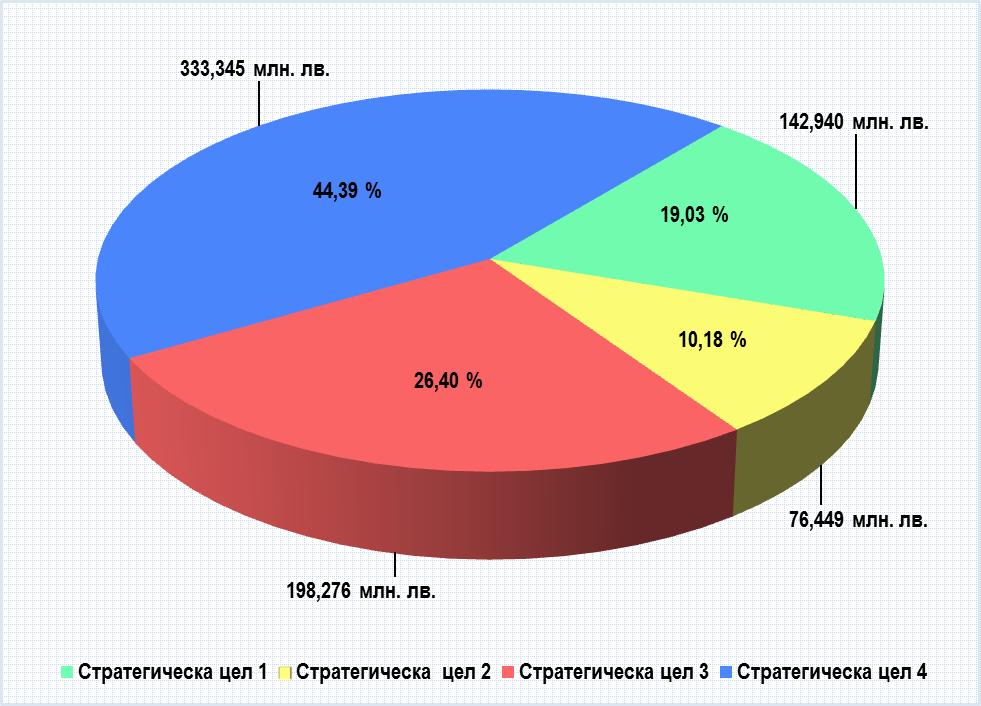 333,345 млн. лв.
142,940 млн. лв.
44,39 %
19,03 %
10,18 %
26,40 %
76,449 млн. лв.
198,276 млн. лв.
Стратегическа цел 1 Стратегическа цел 2 Стратегическа цел 3 Стратегическа цел 4